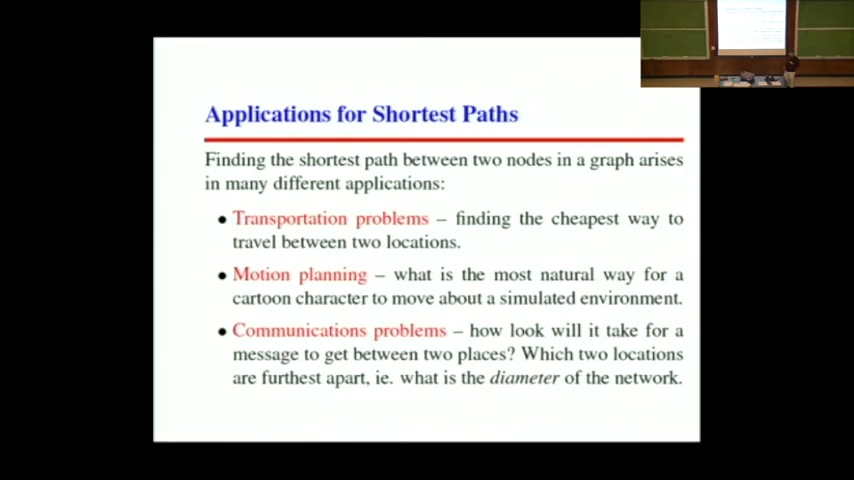 Applications for Shortest Paths
Finding the shortest path between two nodes in a graph arises
in many different applications:
• Transportation problems – finding the cheapest way to
travel between two locations.
• Motion planning – what is the most natural way for a
cartoon character to move about a simulated environment.
• Communications problems – how look will it take for a
message to get between two places? Which two locations
are furthest apart, ie. what is the diameter of the network.